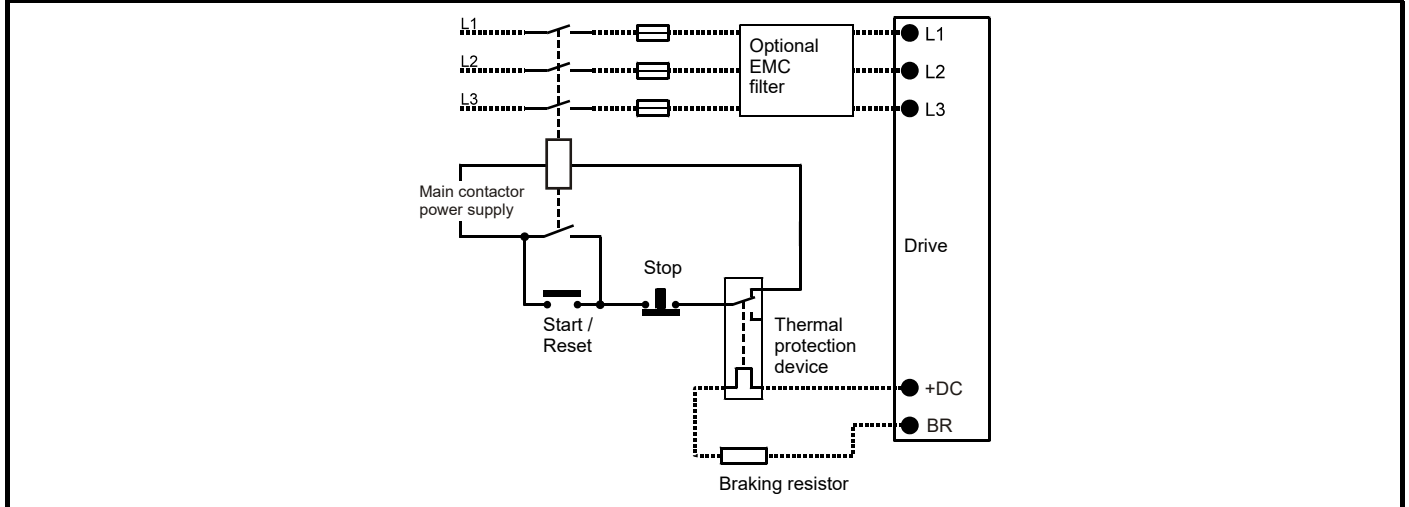 L1
L2
L3
Optional
EMC
filter
L1
L2
L3
Main contactor
power supply
Drive
Stop
Start /
Reset
Thermal
protection
device
+DC
BR
Braking resistor